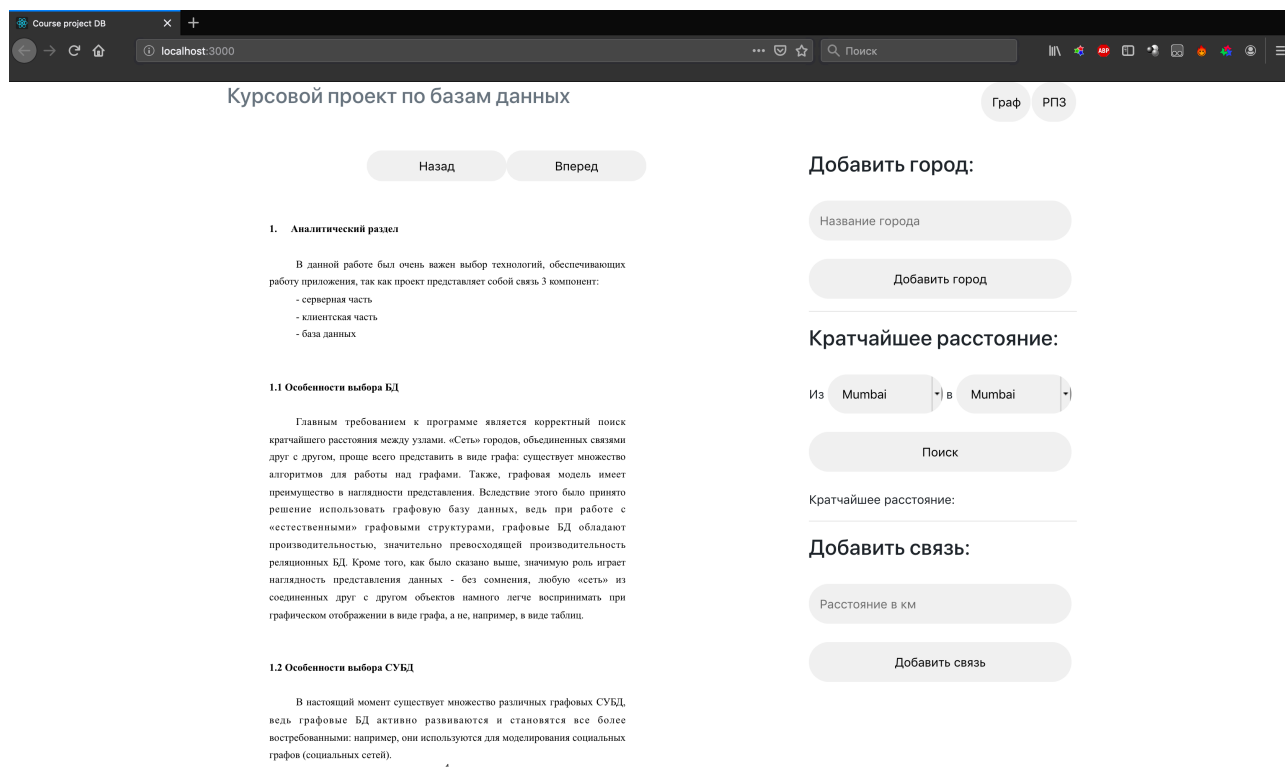 Course project DB
localhost:3000
Поиск
ABP
Курсовой проект по базам данных
Граф
РПЗ
Назад
Вперед
1. Аналитический раздел
В данной работе был очень важен выбор технологий, обеспечивающих
работу приложения, так как проект представляет собой связь 3 компонент:
- серверная часть
- клиентская часть
- база данных
1.1 Особенности выбора БД
Главным требованием к программе является корректный поиск
кратчайшего расстояния между узлами. «Сеть» городов, объединенных связями
друг с другом, проще всего представить в виде графа: существует множество
алгоритмов для работы над графами. Также, графовая модель имеет
преимущество в наглядности представления. Вследствие этого было принято
решение использовать графовую базу данных, ведь при работе с
«естественными» графовыми структурами, графовые БД обладают
производительностью, значительно превосходящей производительность
реляционных БД. Кроме того, как было сказано выше, значимую роль играет
наглядность представления данных - без сомнения, любую «сеть» из
соединенных друг с другом объектов намного легче воспринимать при
графическом отображении в виде графа, а не, например, в виде таблиц.
1.2 Особенности выбора СУБД
В настоящий момент существует множество различных графовых СУБД,
ведь графовые БД активно развиваются и становятся все более
востребованными: например, они используются для моделирования социальных
графов (социальных сетей).
Добавить город:
Название города
Добавить город
Кратчайшее расстояние:
Из Mumbai в Mumbai
Поиск
Кратчайшее расстояние:
Добавить связь:
Расстояние в км
Добавить связь